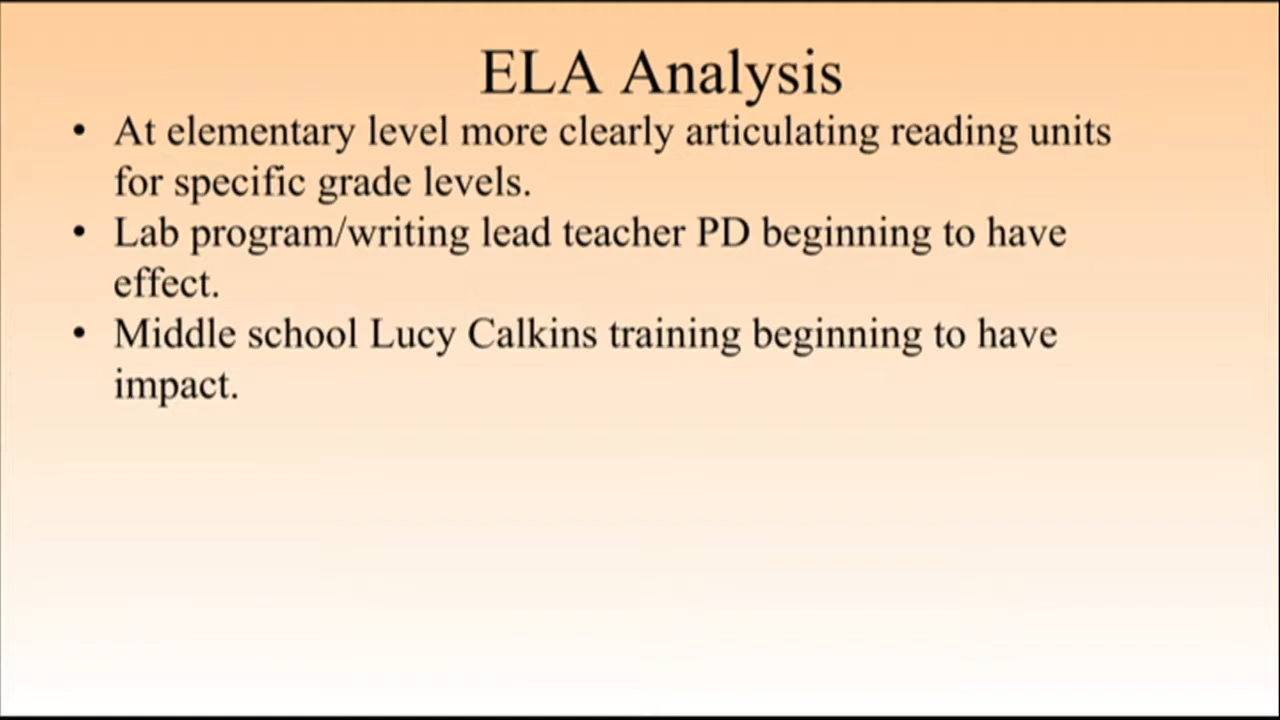 ELA Analysis
• At elementary level more clearly articulating reading units
for specific grade levels.
• Lab program/writing lead teacher PD beginning to have
effect.
• Middle school Lucy Calkins training beginning to have
impact.